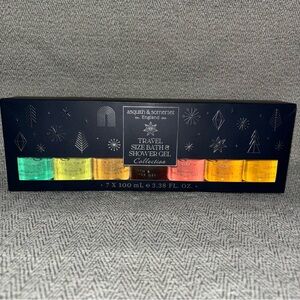 asquith & somerset
England
TRAVEL
SIZE BATH &
SHOWER GEL
Collection
7 X 100 mL e 3.38 FL. OZ.